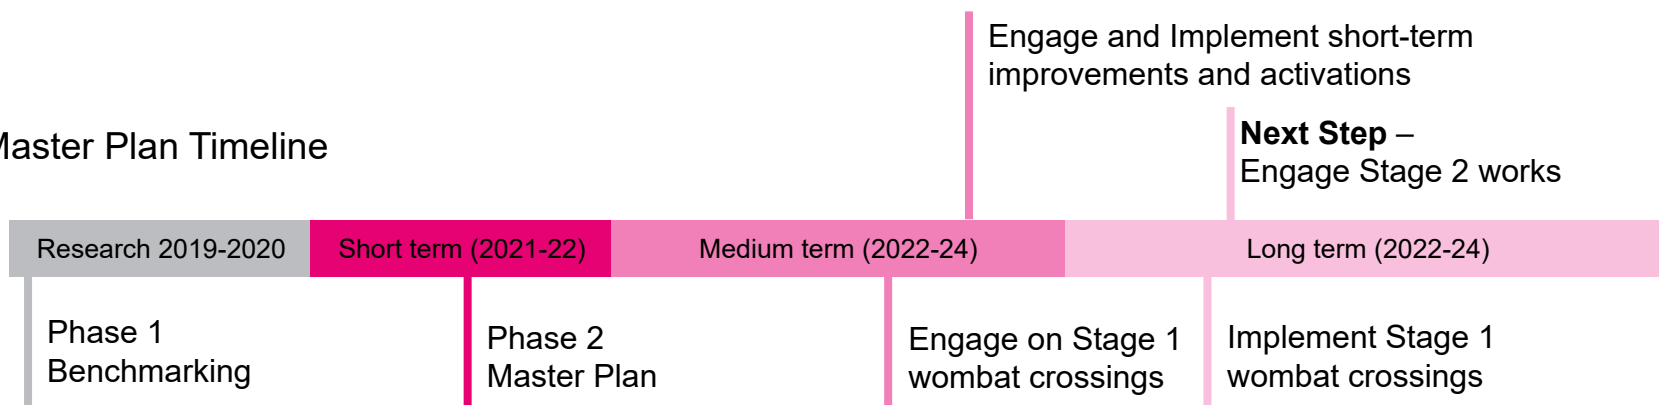 Engage and Implement short-term
improvements and activations
Master Plan Timeline
Next Step –
Engage Stage 2 works
Research 2019-2020
Short term (2021-22)
Medium term (2022-24)
Long term (2022-24)
Phase 1
Benchmarking
Phase 2
Master Plan
Engage on Stage 1
wombat crossings
Implement Stage 1
wombat crossings